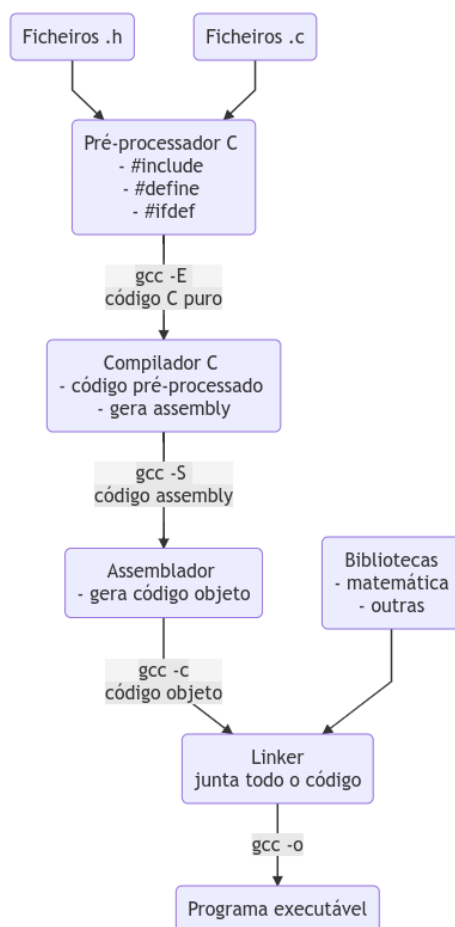 Ficheiros .h
Ficheiros .c
Pré-processador C
- #include
- #define
- #ifdef
gcc -E
código C puro
Compilador C
- código pré-processado
- gera assembly
gcc -S
código assembly
Assemblador
- gera código objeto
Bibliotecas
- matemática
- outras
gcc -c
código objeto
Linker
junta todo o código
gcc -o
Programa executável